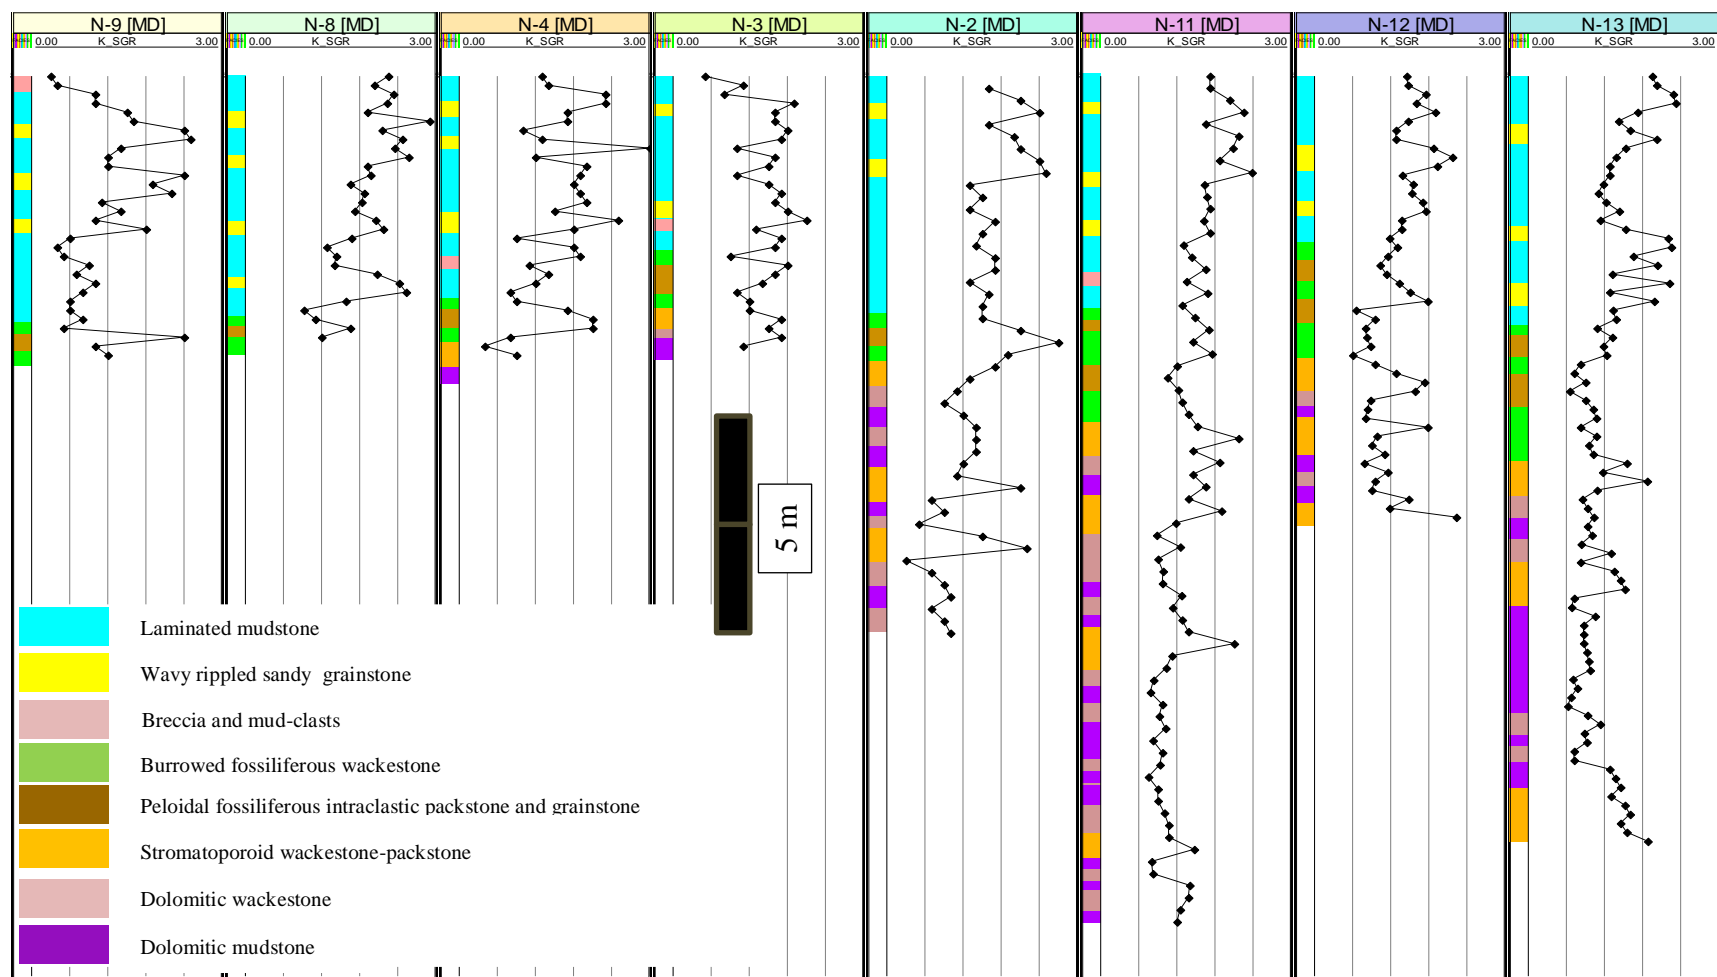 N-9 [MD] N-8 [MD] N-4 [MD] N-3 [MD] N-2 [MD] N-11 [MD] N-12 [MD] N-13 [MD]
0.00 K_SGR 3.00 0.00 K_SGR 3.00 0.00 K_SGR 3.00 0.00 K_SGR 3.00 0.00 K_SGR 3.00 0.00 K_SGR 3.00 0.00 K_SGR 3.00 0.00 K_SGR 3.00
5 m
Laminated mudstone
Wavy rippled sandy grainstone
Breccia and mud-clasts
Burrowed fossiliferous wackestone
Peloidal fossiliferous intraclastic packstone and grainstone
Stromatoporoid wackestone-packstone
Dolomitic wackestone
Dolomitic mudstone